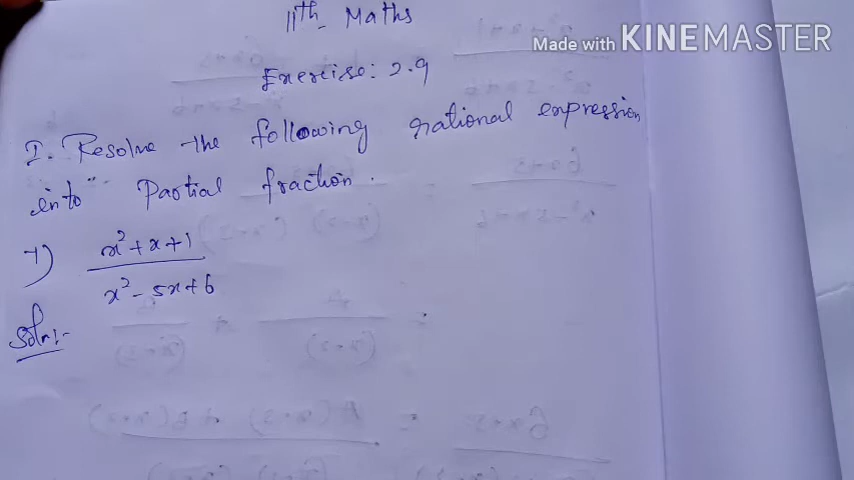 11th Maths
Made with KINEMASTER
Exercise: 2.9
I. Resolve the following rational expression
into Partial fraction.
7) x²+x+1
x²-5x+6
Soln:-